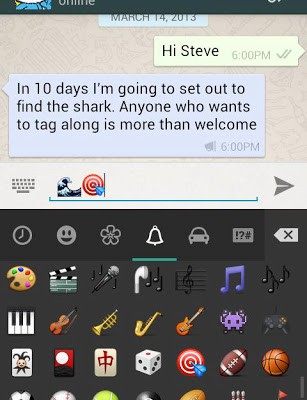 online
MARCH 14, 2013
Hi Steve 6:00PM
In 10 days I'm going to set out to
find the shark. Anyone who wants
to tag along is more than welcome
6:00PM
!?#